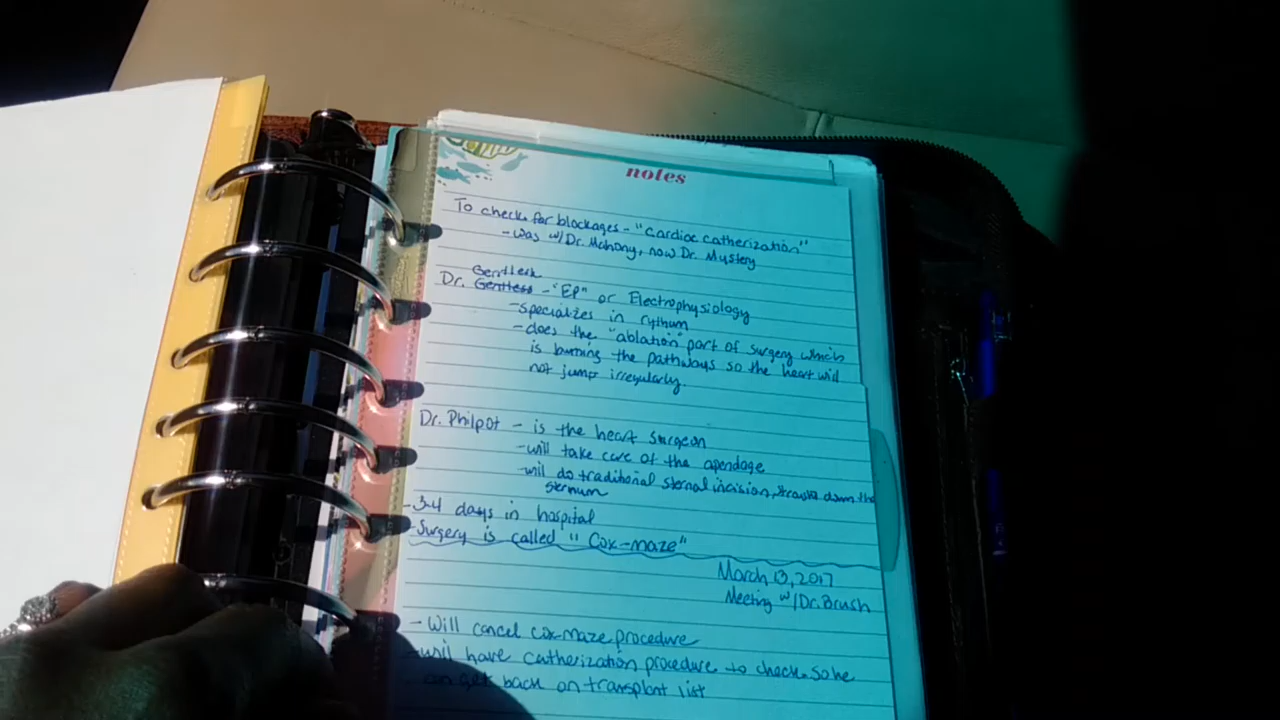 notes
To check for blockages - "Cardiac catherization"
- was w/Dr. Mahony, now Dr. Mystery
Gentlesk
Dr. Gentless - "EP" or Electrophysiology
- specializes in rythum
- does the "ablation" part of surgery which
is burning the pathways so the heart will
not jump irregularly.
Dr. Philpot - is the heart surgeon
- will take care of the apendage
- will do traditional sternal incision, straight down the
sternum
- 3-4 days in hospital
- Surgery is called "Cox-maze"
March 13, 2017
Meeting w/Dr. Brush
- Will cancel cox-maze procedure
- will have catherization procedure to check so he
can get back on transplant list